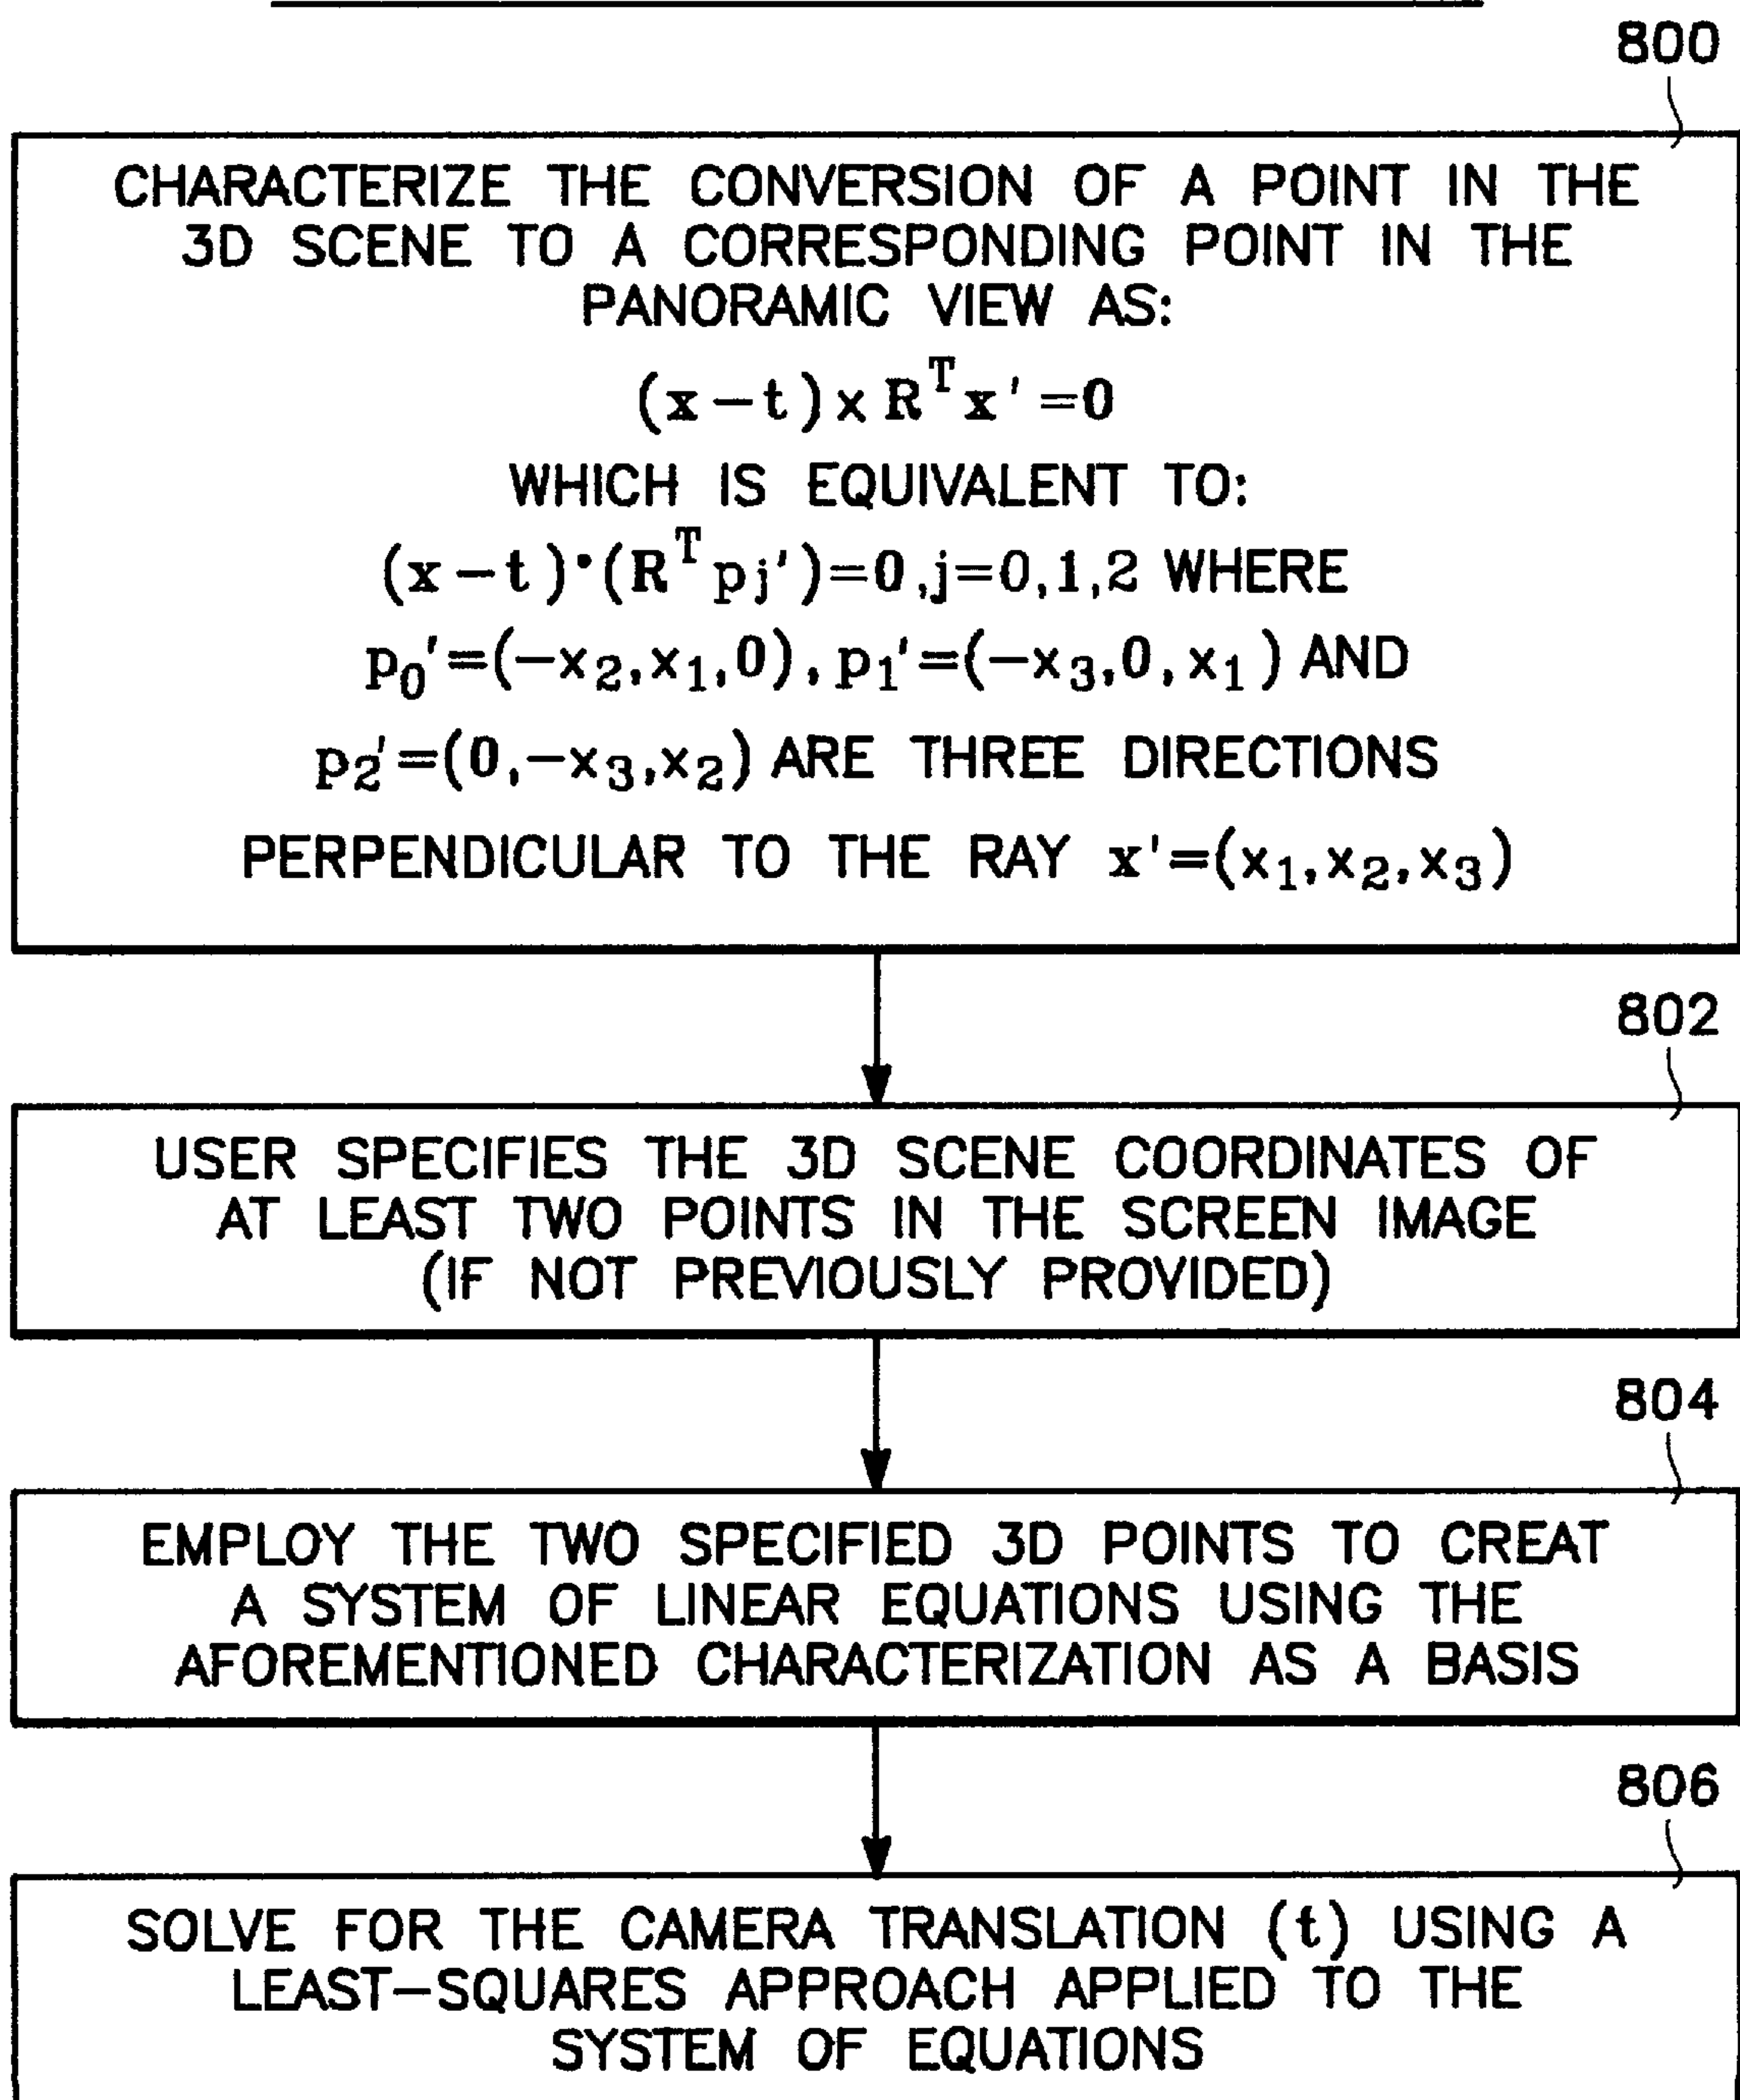 800
CHARACTERIZE THE CONVERSION OF A POINT IN THE
3D SCENE TO A CORRESPONDING POINT IN THE
PANORAMIC VIEW AS:
(x-t)×Rᵀx'=0
WHICH IS EQUIVALENT TO:
(x-t)·(Rᵀpj')=0,j=0,1,2 WHERE
p₀'=(-x₂,x₁,0),p₁'=(-x₃,0,x₁) AND
p₂'=(0,-x₃,x₂) ARE THREE DIRECTIONS
PERPENDICULAR TO THE RAY x'=(x₁,x₂,x₃)
802
USER SPECIFIES THE 3D SCENE COORDINATES OF
AT LEAST TWO POINTS IN THE SCREEN IMAGE
(IF NOT PREVIOUSLY PROVIDED)
804
EMPLOY THE TWO SPECIFIED 3D POINTS TO CREAT
A SYSTEM OF LINEAR EQUATIONS USING THE
AFOREMENTIONED CHARACTERIZATION AS A BASIS
806
SOLVE FOR THE CAMERA TRANSLATION (t) USING A
LEAST-SQUARES APPROACH APPLIED TO THE
SYSTEM OF EQUATIONS